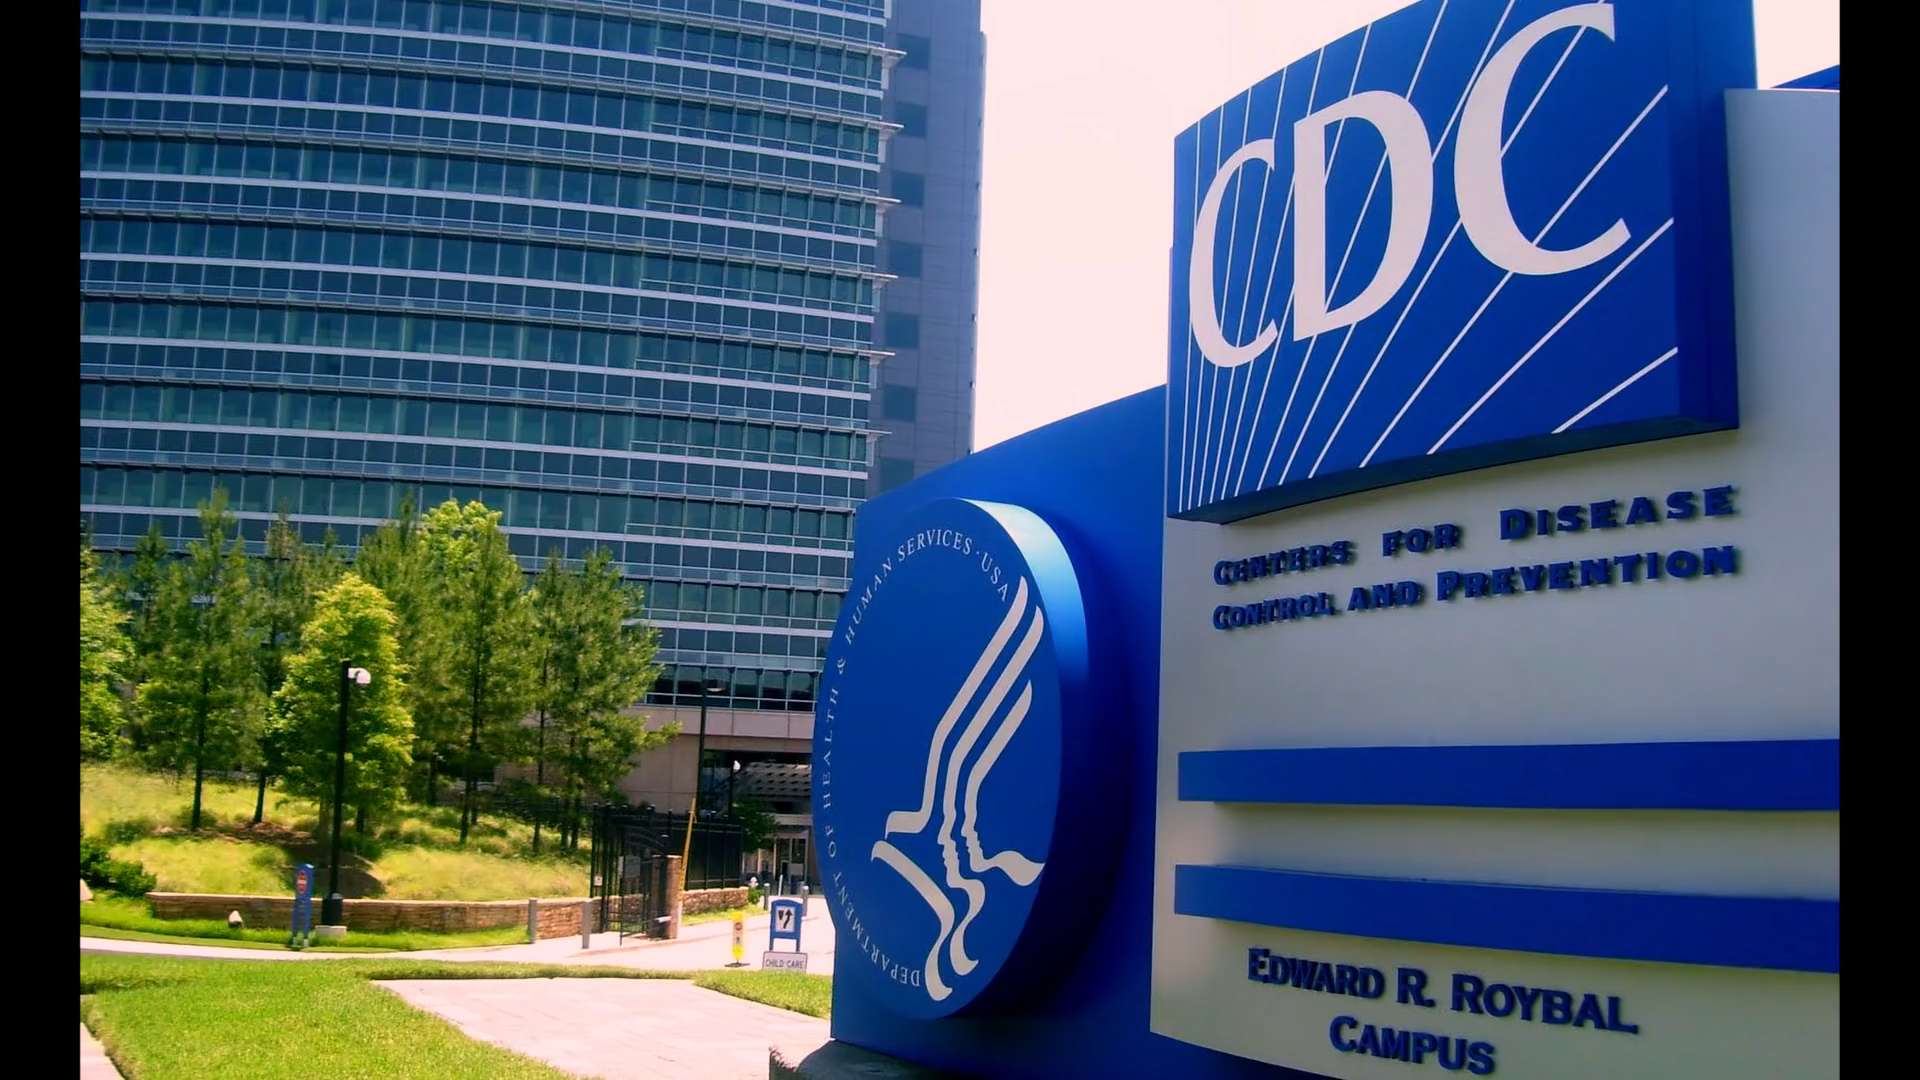 CDC
CENTERS FOR DISEASE
CONTROL AND PREVENTION
DEPARTMENT OF HEALTH & HUMAN SERVICES · USA
EDWARD R. ROYBAL
CAMPUS
CHILD CARE